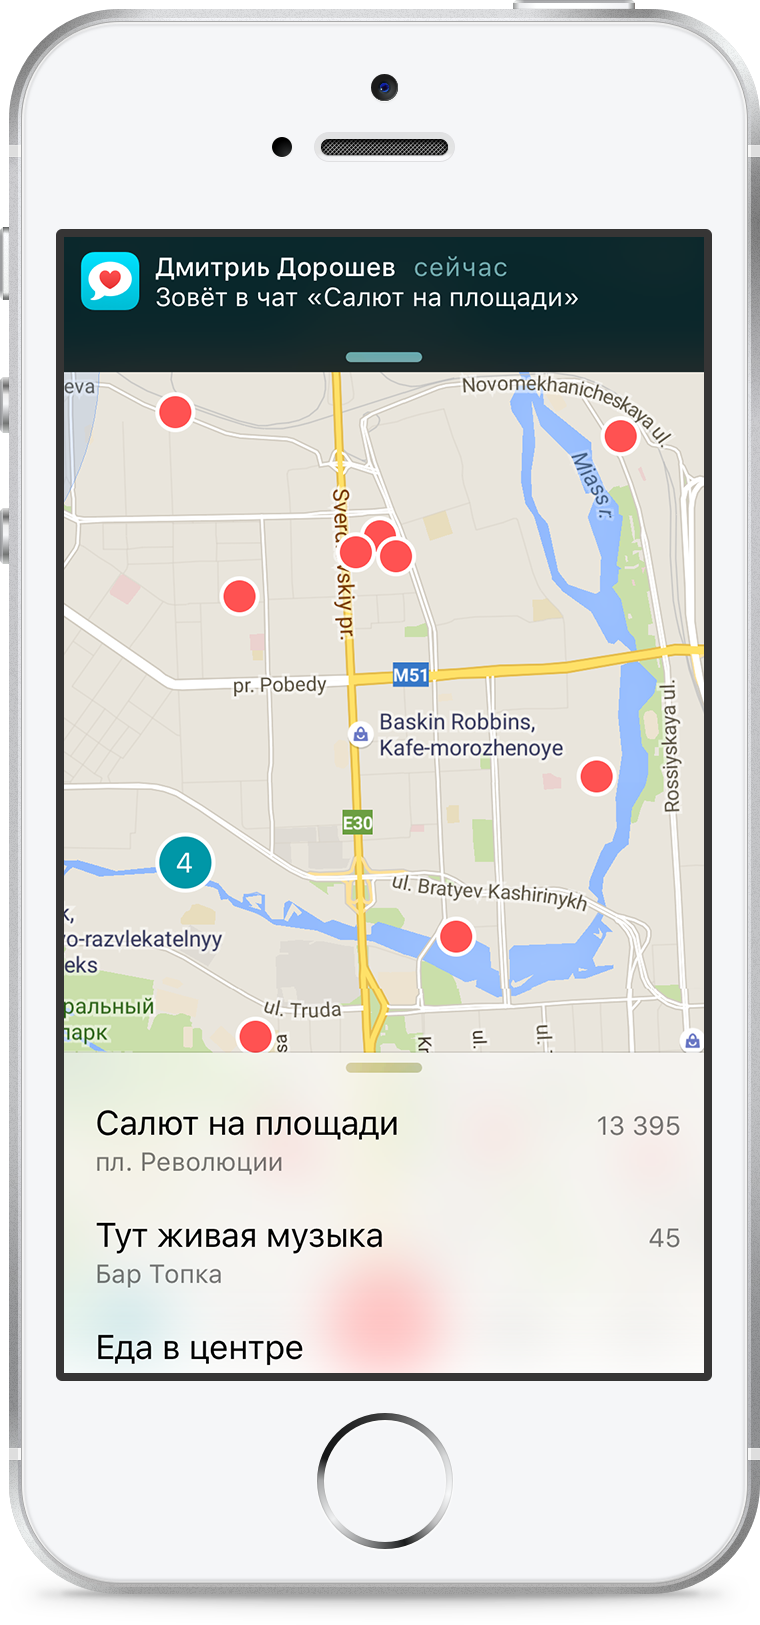 Дмитриь Дорошев сейчас
Зовёт в чат «Салют на площади»
eva
Novomekhanicheskaya ul.
Miass r.
pr. Pobedy
M51
Baskin Robbins,
Kafe-morozhenoye
Rossiyskaya ul.
E30
4
ul. Bratyev Kashirinykh
k,
vo-razvlekatelnyy
eks
ральный
парк
ul. Truda
sa
Kr
ul.
ul.
Салют на площади 13 395
пл. Революции
Тут живая музыка 45
Бар Топка
Еда в центре